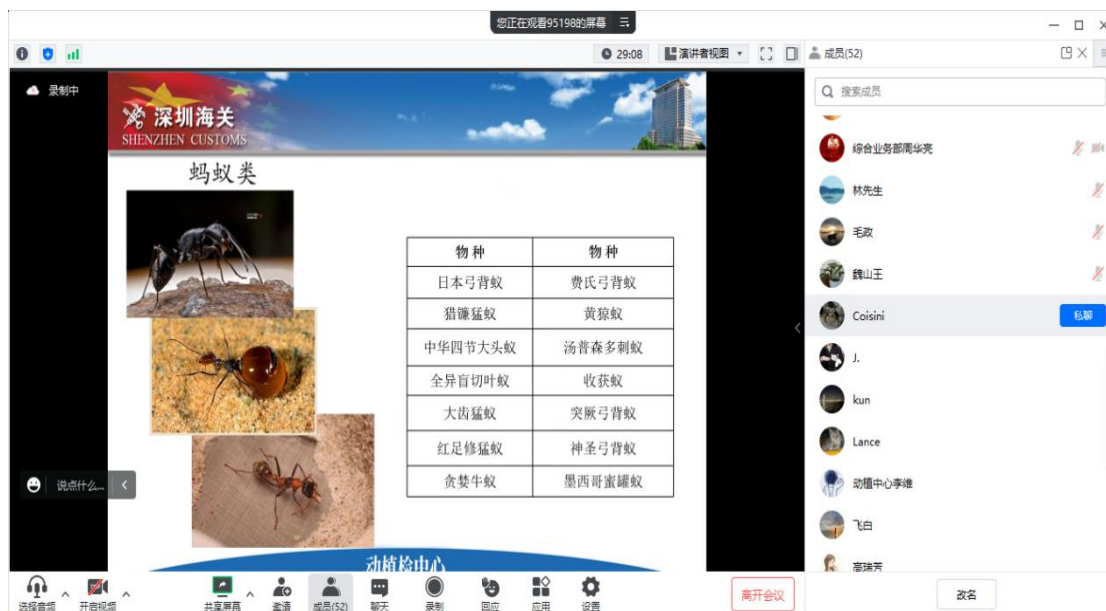 您正在观看95198的屏幕
29:08
演讲者视图
成员(52)
录制中
搜索成员
深圳海关
SHENZHEN CUSTOMS
蚂蚁类
物种 物种
日本弓背蚁 费氏弓背蚁
猎镰猛蚁 黄猄蚁
中华四节大头蚁 汤普森多刺蚁
全异盲切叶蚁 收获蚁
大齿猛蚁 突厥弓背蚁
红足修猛蚁 神圣弓背蚁
贪婪牛蚁 墨西哥蜜罐蚁
动植检中心
说点什么...
综合业务部周华亮
林先生
毛政
魏山王
Coisini
私聊
J.
kun
Lance
动植中心李维
飞白
高瑞芳
选择音频
开启视频
共享屏幕
邀请
成员(52)
聊天
录制
回应
应用
设置
离开会议
改名